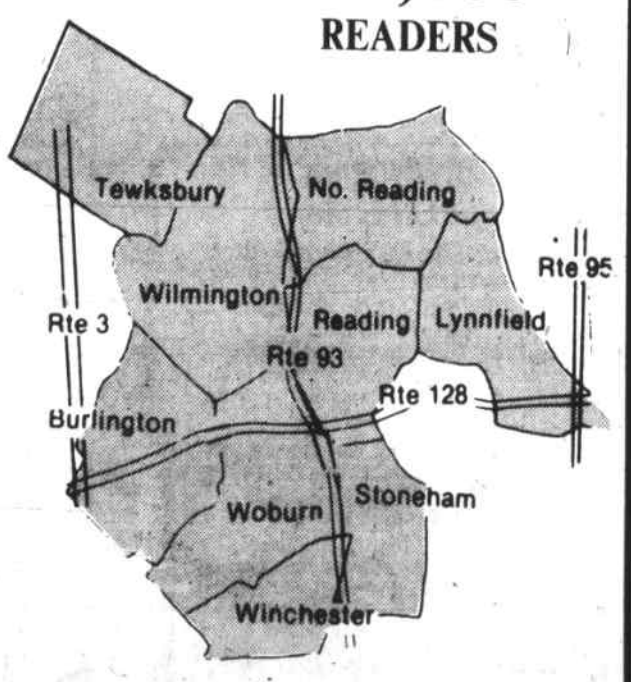 READERS
Tewksbury
No. Reading
Rte 95
Wilmington
Rte 3
Reading
Lynnfield
Rte 93
Rte 128
Burlington
Stoneham
Woburn
Winchester